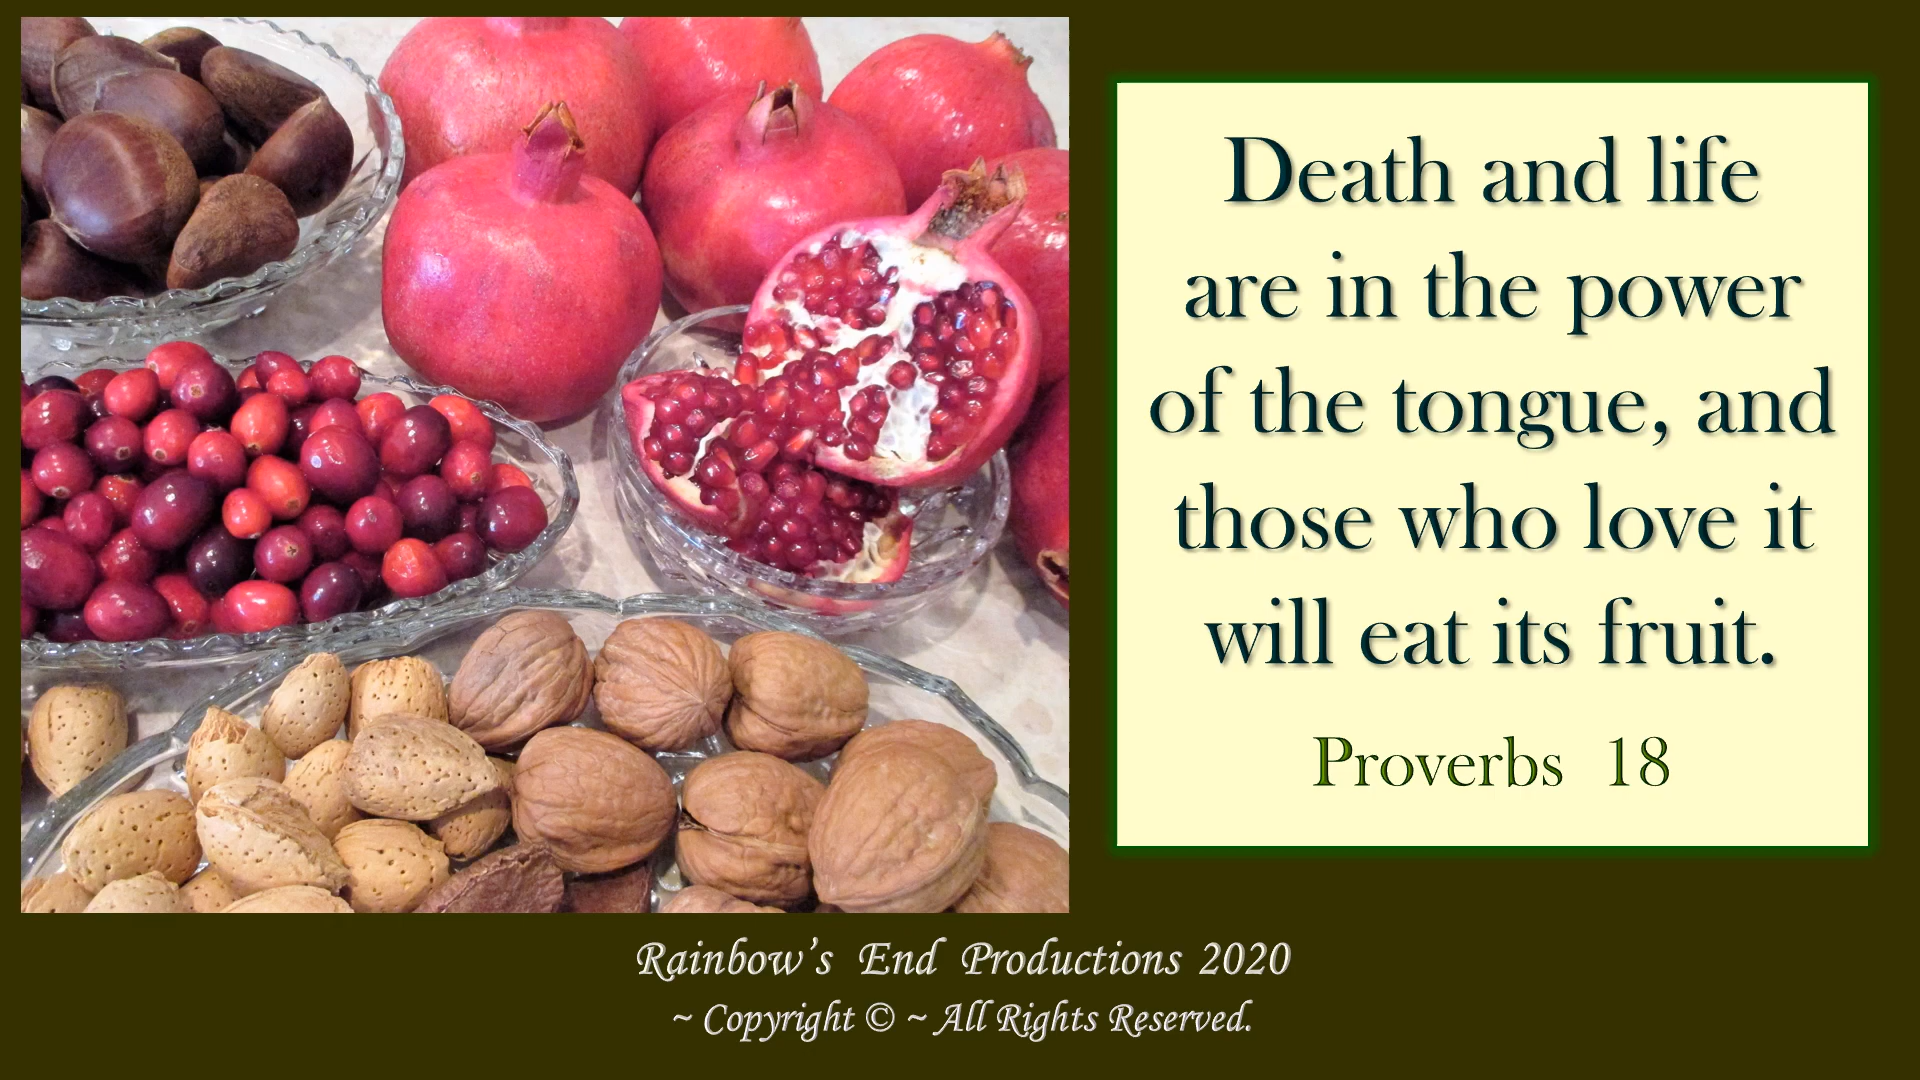 Death and life
are in the power
of the tongue, and
those who love it
will eat its fruit.
Proverbs 18
Rainbow’s End Productions 2020
~ Copyright © ~ All Rights Reserved.